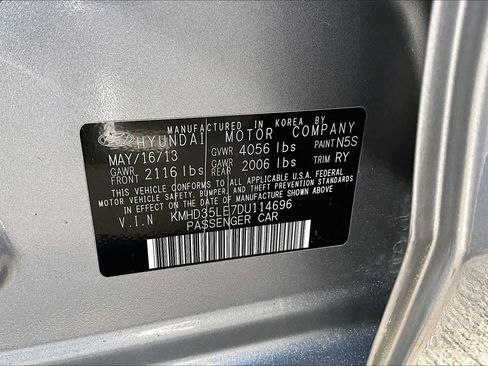 MANUFACTURED IN KOREA BY
HYUNDAI MOTOR COMPANY
MAY/16/13 GVWR 4056 lbs PAINT N5S
GAWR FRONT 2116 lbs GAWR REAR 2006 lbs TRIM RY
THIS VEHICLE CONFORMS TO ALL APPLICABLE U.S.A. FEDERAL
MOTOR VEHICLE SAFETY, BUMPER, AND THEFT PREVENTION
STANDARDS IN EFFECT ON THE DATE OF MANUFACTURE SHOWN ABOVE.
V.I.N KMHD35LE7DU114696
PASSENGER CAR